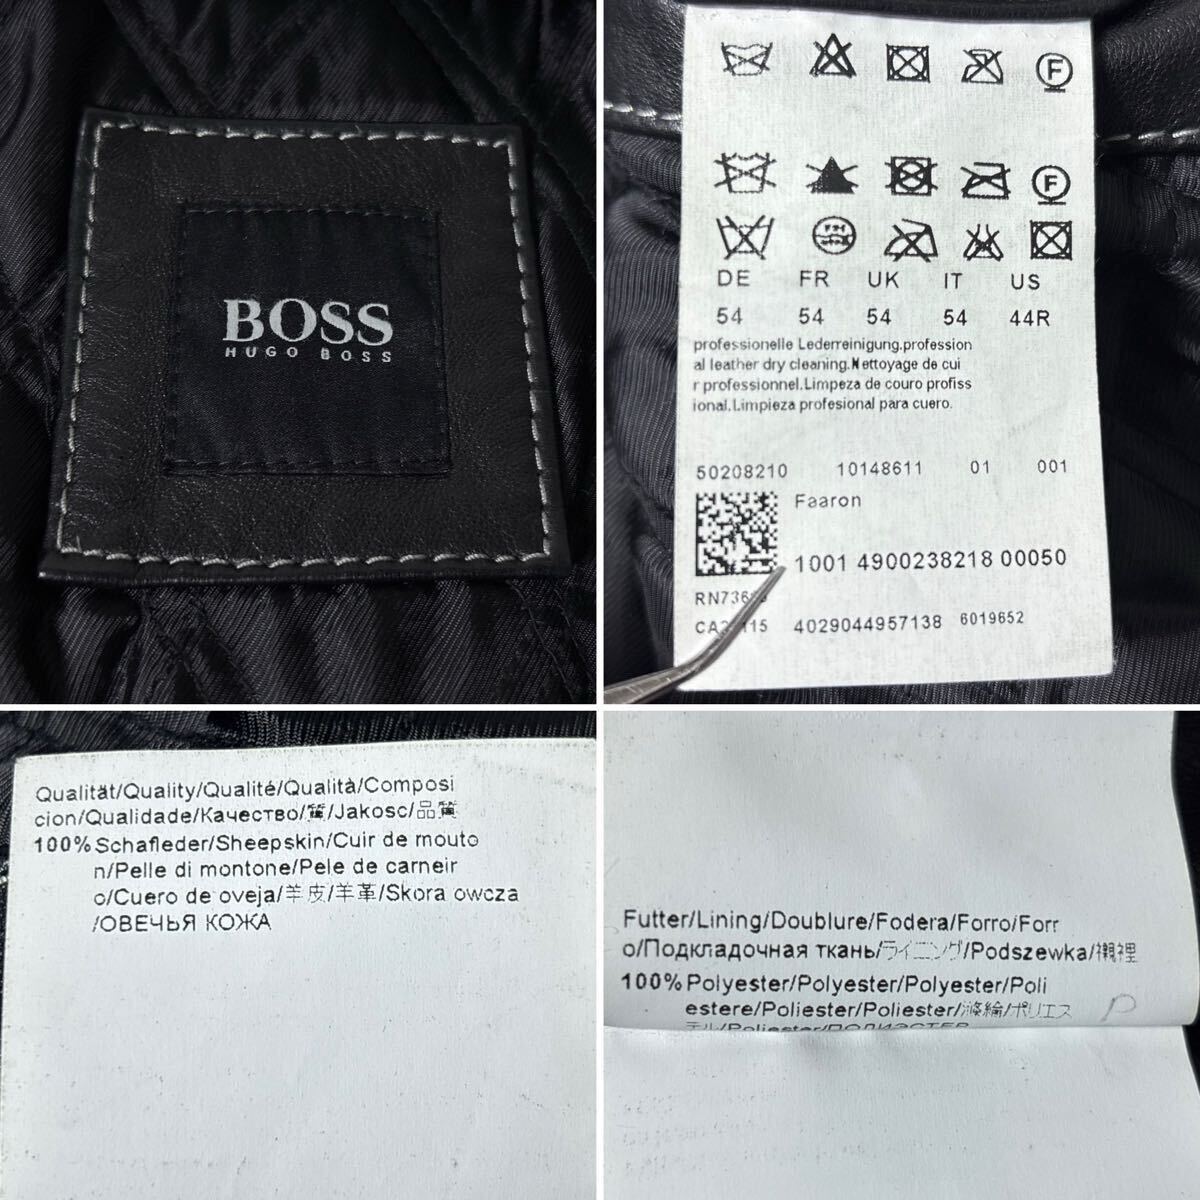 BOSS
HUGO BOSS
DE FR UK IT US
54 54 54 54 44R
professionelle Lederreinigung.profession
al leather dry cleaning.Nettoyage de cui
r professionnel.Limpeza de couro profiss
ional.Limpieza profesional para cuero.
50208210 10148611 01 001
Faaron
1001 4900238218 00050
4029044957138 6019652
Qualität/Quality/Qualité/Qualità/Composi
cion/Qualidade/Качество/質/Jakosc/品質
100% Schafleder/Sheepskin/Cuir de mouto
n/Pelle di montone/Pele de carneir
o/Cuero de oveja/羊皮/羊革/Skora owcza
/ОВЕЧЬЯ КОЖА
Futter/Lining/Doublure/Fodera/Forro/Forr
o/Подкладочная ткань/ライニング/Podszewka/襯裡
100% Polyester/Polyester/Polyester/Poli
estere/Poliester/Poliester/滌綸/ポリエス
テル/Poliester/ПОЛИЭСТЕР
P